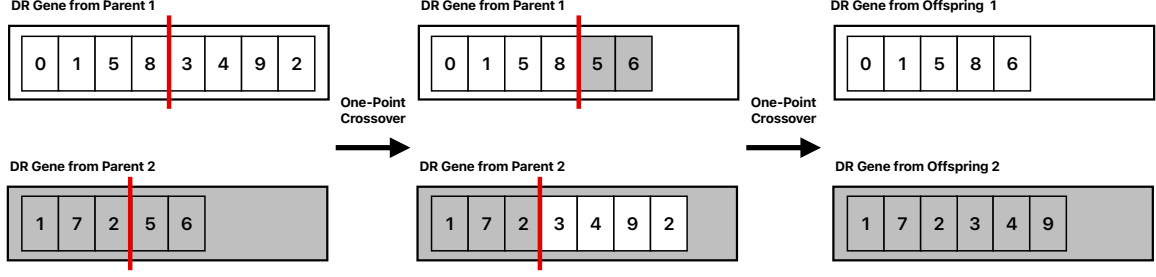 DR Gene from Parent 1
0 1 5 8 3 4 9 2
DR Gene from Parent 1
0 1 5 8 5 6
DR Gene from Offspring 1
0 1 5 8 6
One-Point
Crossover
One-Point
Crossover
DR Gene from Parent 2
1 7 2 5 6
DR Gene from Parent 2
1 7 2 3 4 9 2
DR Gene from Offspring 2
1 7 2 3 4 9